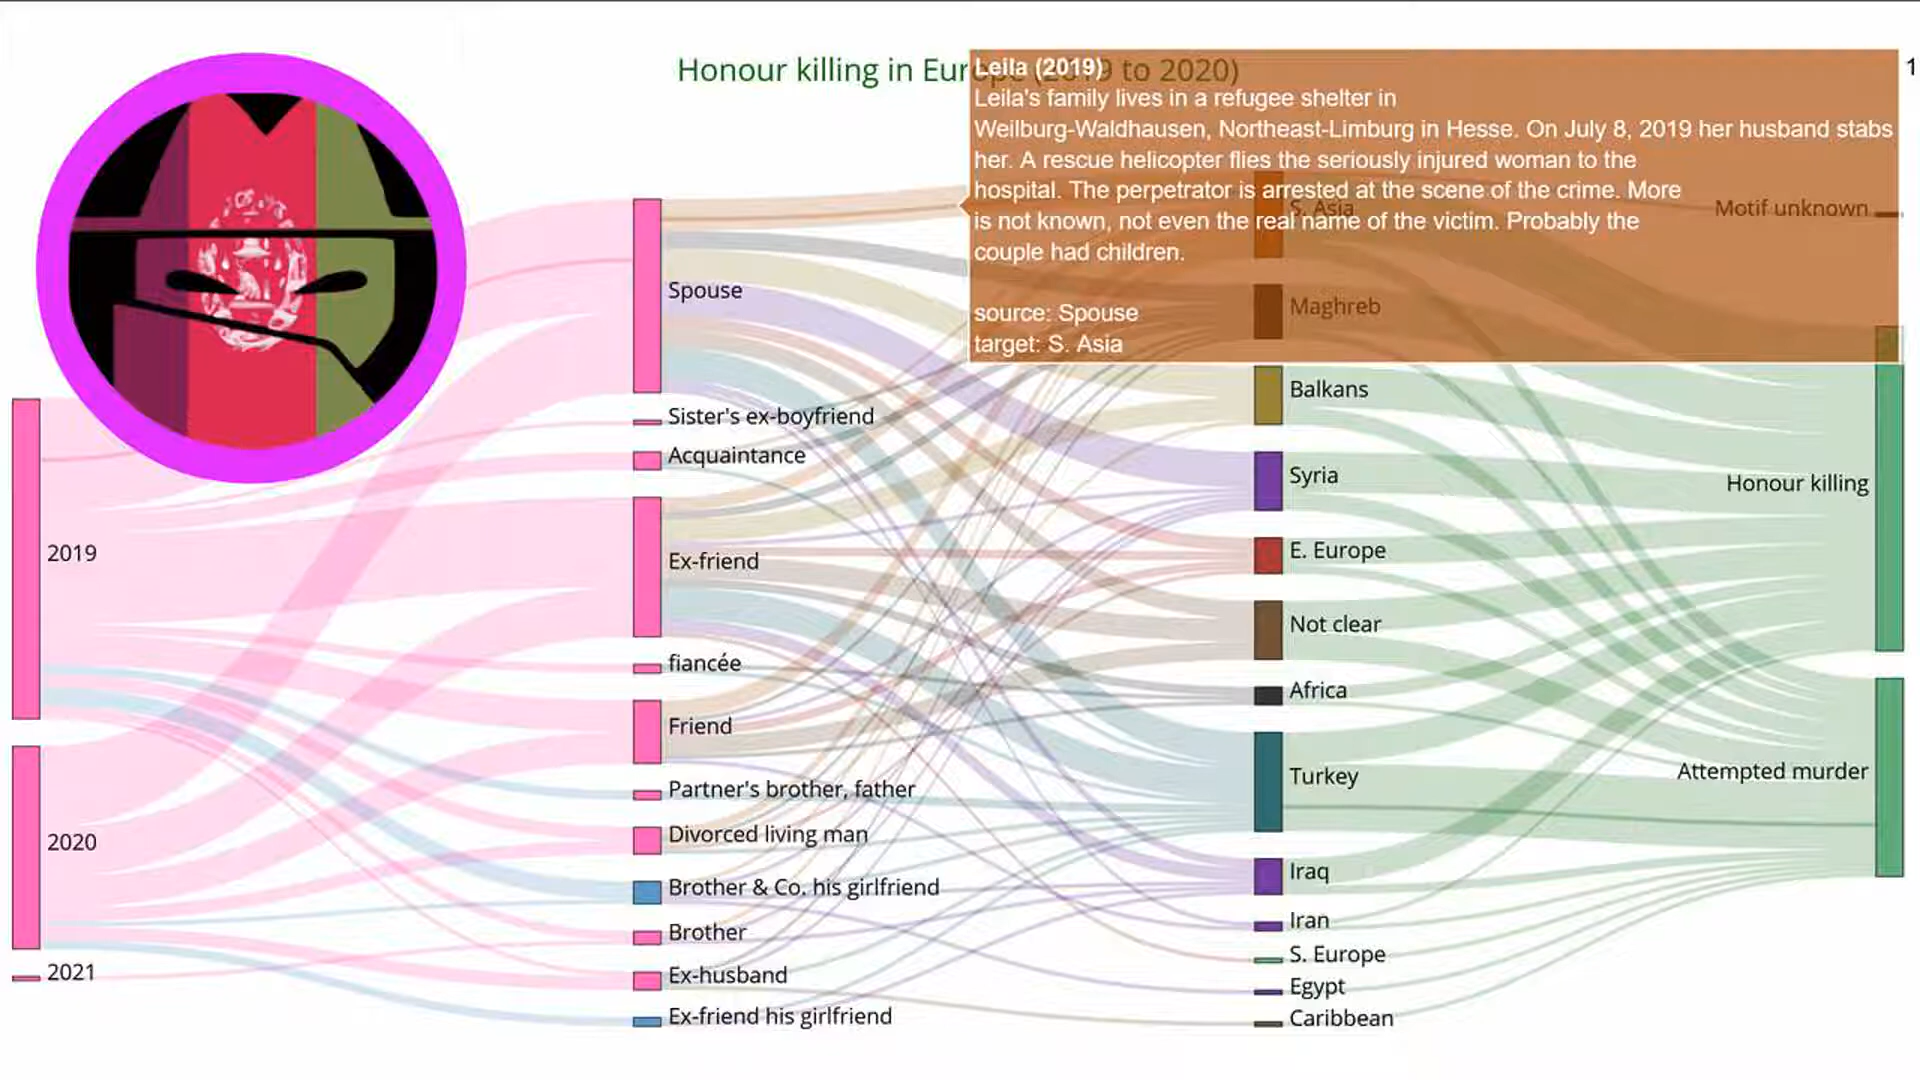 Honour killing in Europe (2019 to 2020)
1
Leila (2019)
Leila's family lives in a refugee shelter in
Weilburg-Waldhausen, Northeast-Limburg in Hesse. On July 8, 2019 her husband stabs
her. A rescue helicopter flies the seriously injured woman to the
hospital. The perpetrator is arrested at the scene of the crime. More
is not known, not even the real name of the victim. Probably the
couple had children.
source: Spouse
target: S. Asia
2019
2020
2021
Spouse
Sister's ex-boyfriend
Acquaintance
Ex-friend
fiancée
Friend
Partner's brother, father
Divorced living man
Brother & Co. his girlfriend
Brother
Ex-husband
Ex-friend his girlfriend
S. Asia
Maghreb
Balkans
Syria
E. Europe
Not clear
Africa
Turkey
Iraq
Iran
S. Europe
Egypt
Caribbean
Motif unknown
Honour killing
Attempted murder